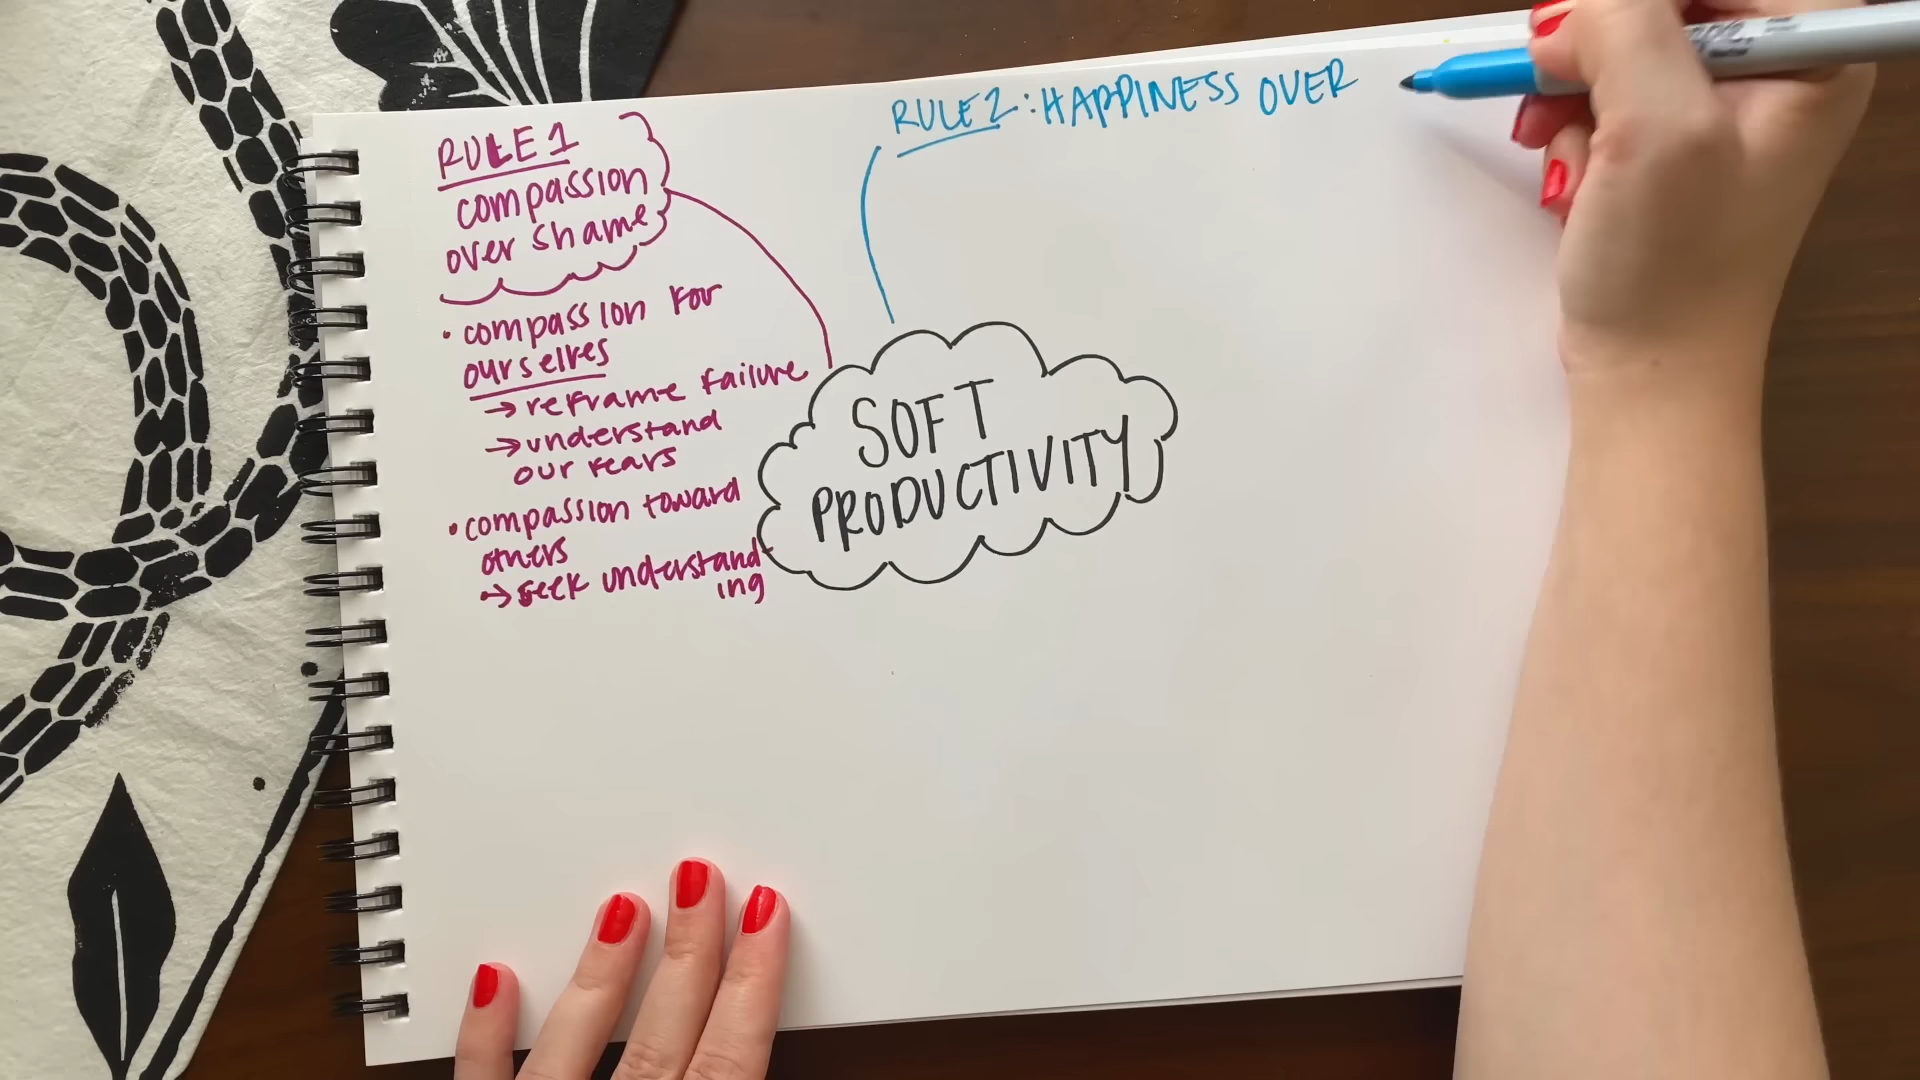 RULE 1
compassion
over shame
• compassion for
ourselves
→ reframe failure
→ understand
our fears
• compassion toward
others
→ seek understand
ing
RULE 2: HAPPINESS OVER
SOFT
PRODUCTIVITY